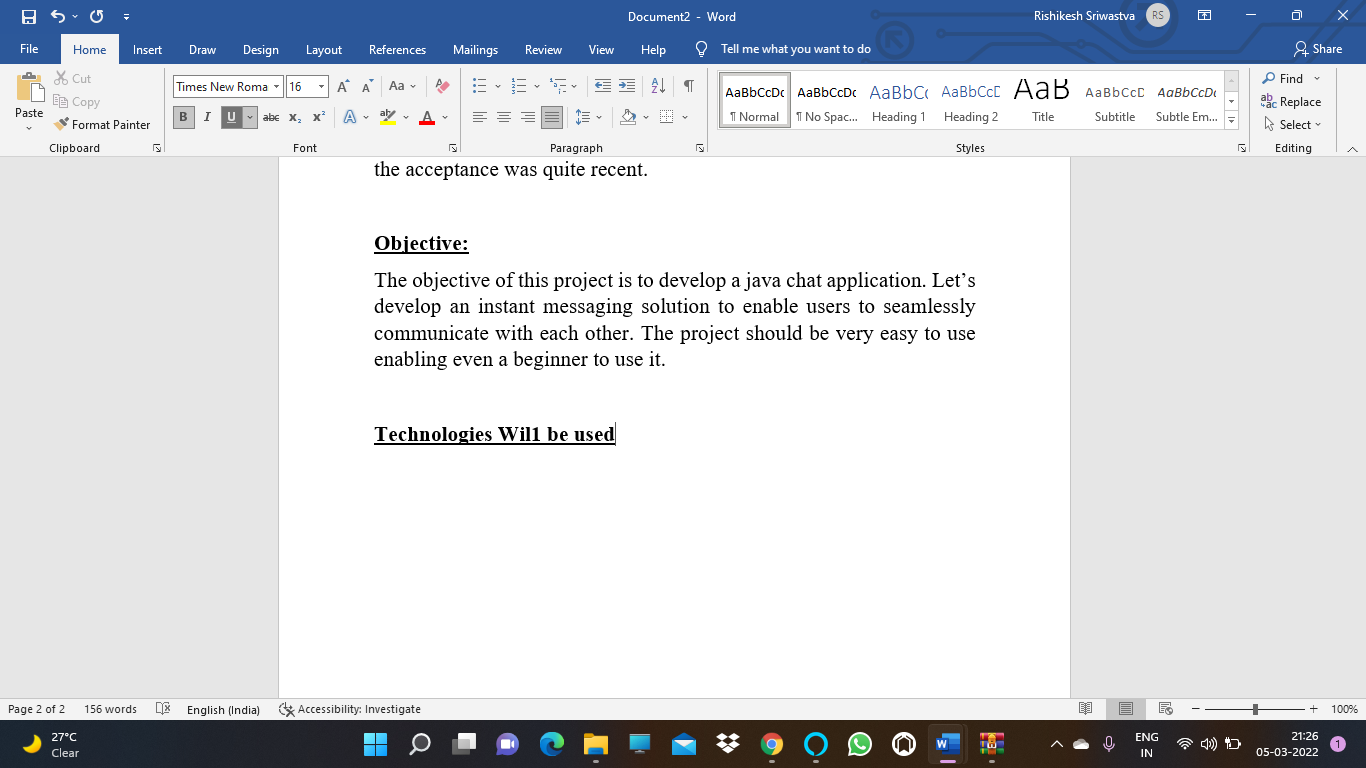 Document2 - Word
Rishikesh Sriwastva
RS
File Home Insert Draw Design Layout References Mailings Review View Help Tell me what you want to do
Share
Paste
Cut
Copy
Format Painter
Clipboard
Times New Roma 16
Aa
B I U abc x₂ x²
Font
Paragraph
AaBbCcDc AaBbCcDc AaBbC AaBbCcD AaB AaBbCcD AaBbCcDc
¶ Normal ¶ No Spac... Heading 1 Heading 2 Title Subtitle Subtle Em...
Styles
Find
Replace
Select
Editing
the acceptance was quite recent.
Objective:
The objective of this project is to develop a java chat application. Let’s
develop an instant messaging solution to enable users to seamlessly
communicate with each other. The project should be very easy to use
enabling even a beginner to use it.
Technologies Wil1 be used
Page 2 of 2 156 words English (India) Accessibility: Investigate
100%
27°C
Clear
ENG
IN
21:26
05-03-2022
1